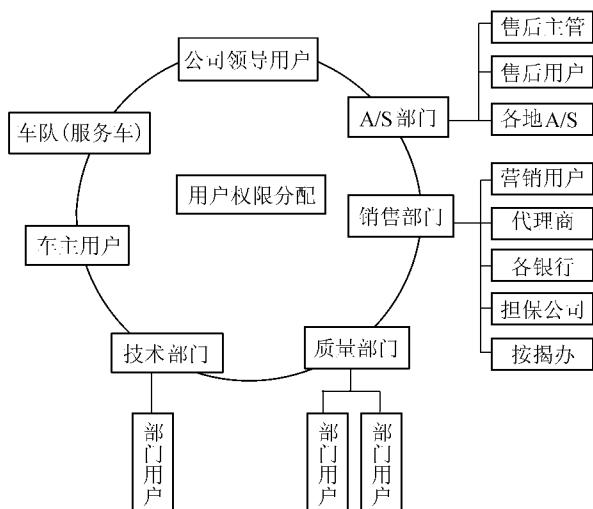 公司领导用户
售后主管
售后用户
各地A/S
A/S部门
车队(服务车)
用户权限分配
销售部门
营销用户
代理商
各银行
担保公司
按揭办
车主用户
技术部门
质量部门
部门用户
部门用户
部门用户